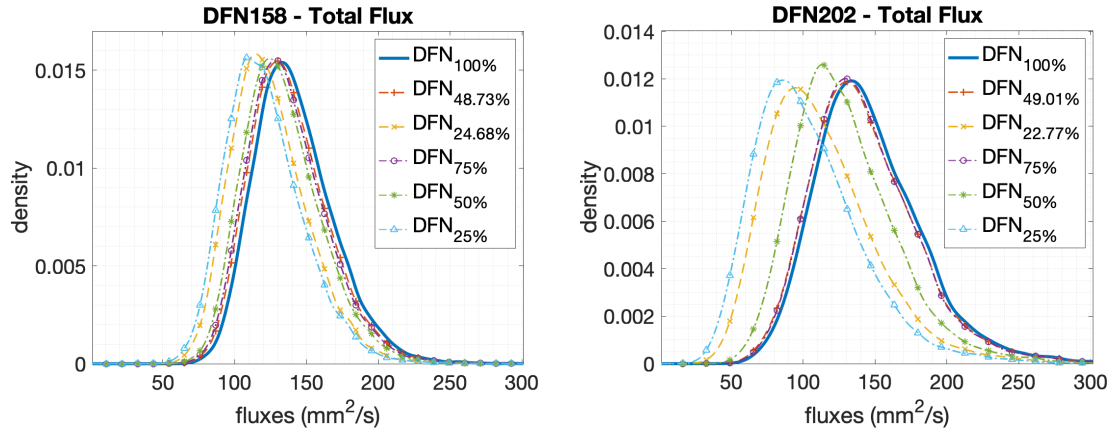 DFN158 - Total Flux
0.015
0.01
0.005
0
density
50 100 150 200 250 300
fluxes (mm²/s)
DFN100%
DFN48.73%
DFN24.68%
DFN75%
DFN50%
DFN25%
DFN202 - Total Flux
0.014
0.012
0.01
0.008
0.006
0.004
0.002
0
density
50 100 150 200 250 300
fluxes (mm²/s)
DFN100%
DFN49.01%
DFN22.77%
DFN75%
DFN50%
DFN25%